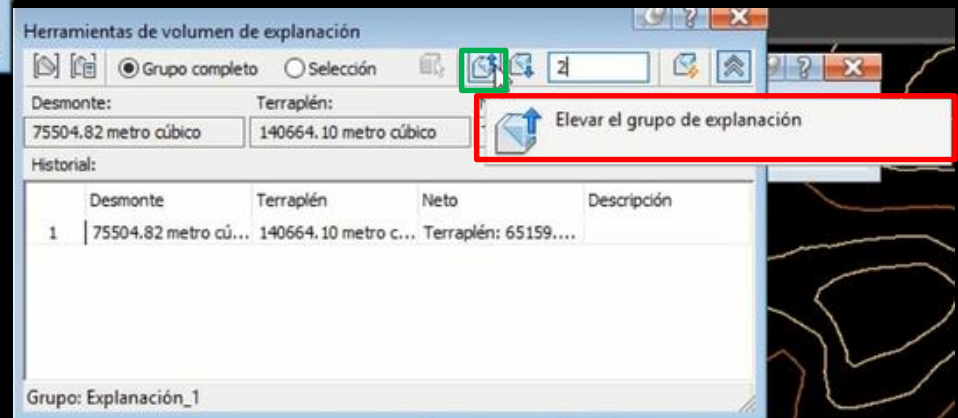 Herramientas de volumen de explanación
Grupo completo Selección 2
Desmonte: Terraplén:
75504.82 metro cúbico 140664.10 metro cúbico
Elevar el grupo de explanación
Historial:
Desmonte Terraplén Neto Descripción
1 75504.82 metro cú... 140664.10 metro c... Terraplén: 65159....
Grupo: Explanación_1